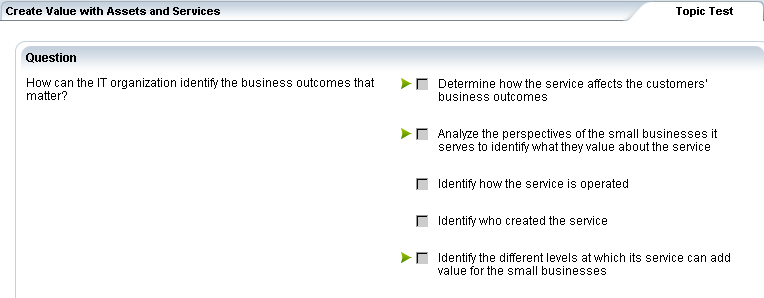 Create Value with Assets and Services
Topic Test
Question
How can the IT organization identify the business outcomes that
matter?
Determine how the service affects the customers'
business outcomes
Analyze the perspectives of the small businesses it
serves to identify what they value about the service
Identify how the service is operated
Identify who created the service
Identify the different levels at which its service can add
value for the small businesses